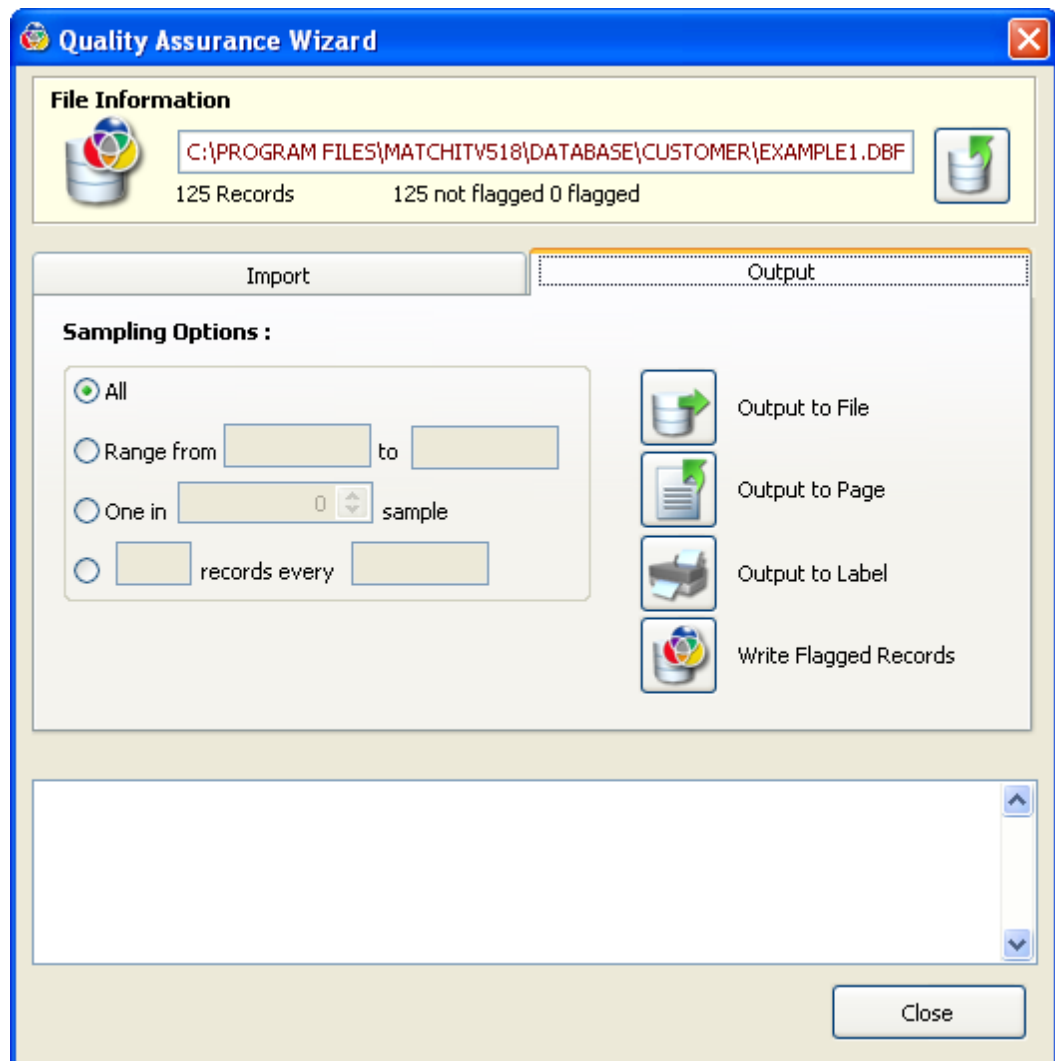 Quality Assurance Wizard
File Information
C:\PROGRAM FILES\MATCHITV518\DATABASE\CUSTOMER\EXAMPLE1.DBF
125 Records 125 not flagged 0 flagged
Import Output
Sampling Options :
All
Range from to
One in 0 sample
records every
Output to File
Output to Page
Output to Label
Write Flagged Records
Close